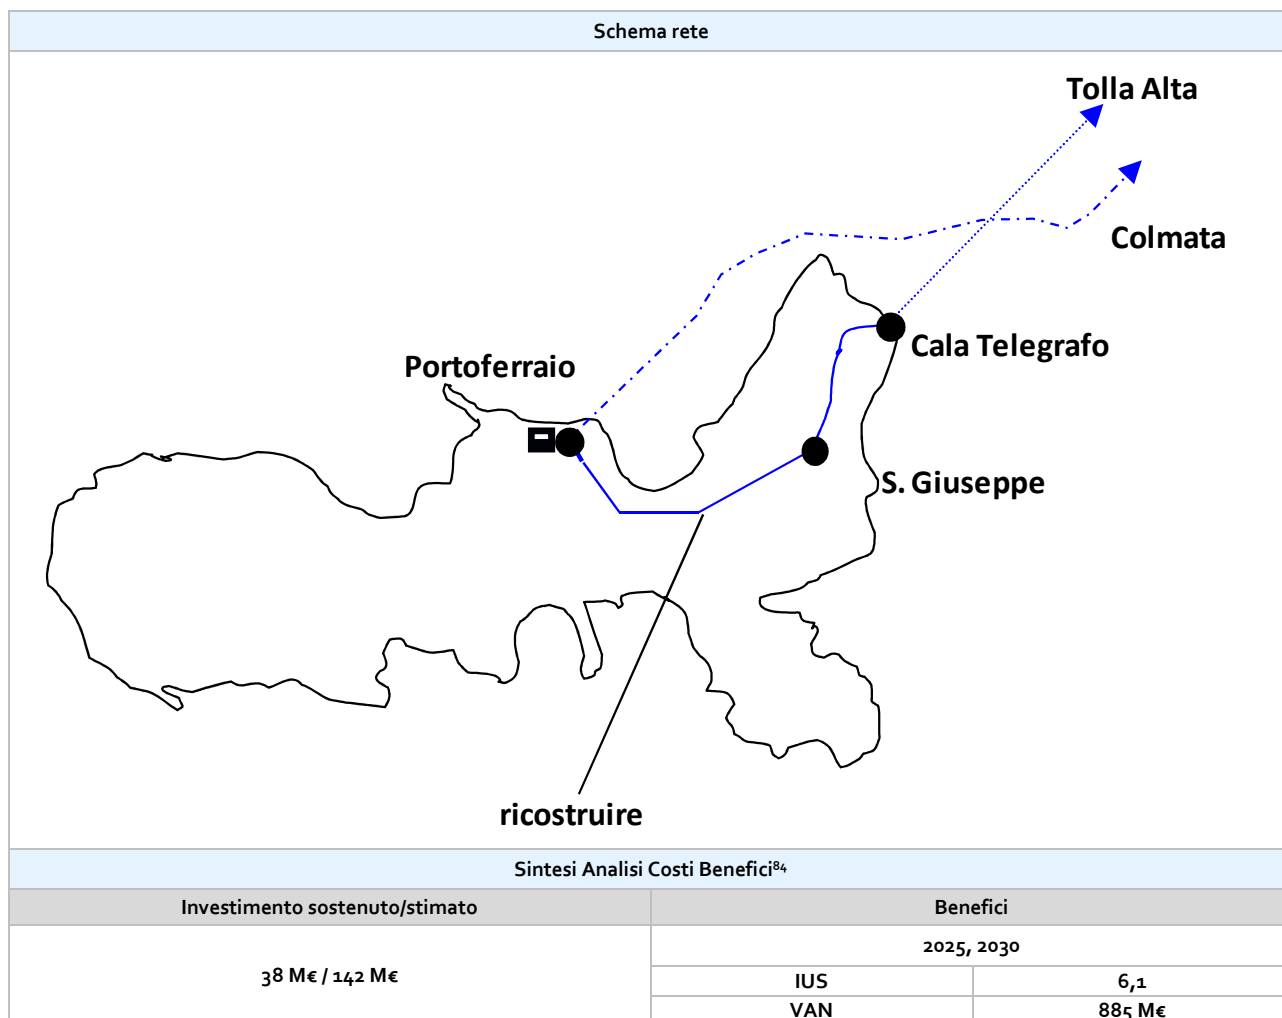 Schema rete
Tolla Alta
Colmata
Cala Telegrafo
Portoferraio
S. Giuseppe
ricostruire
Sintesi Analisi Costi Benefici⁸⁴
Investimento sostenuto/stimato
Benefici
38 M€ / 142 M€
2025, 2030
IUS
6,1
VAN
885 M€